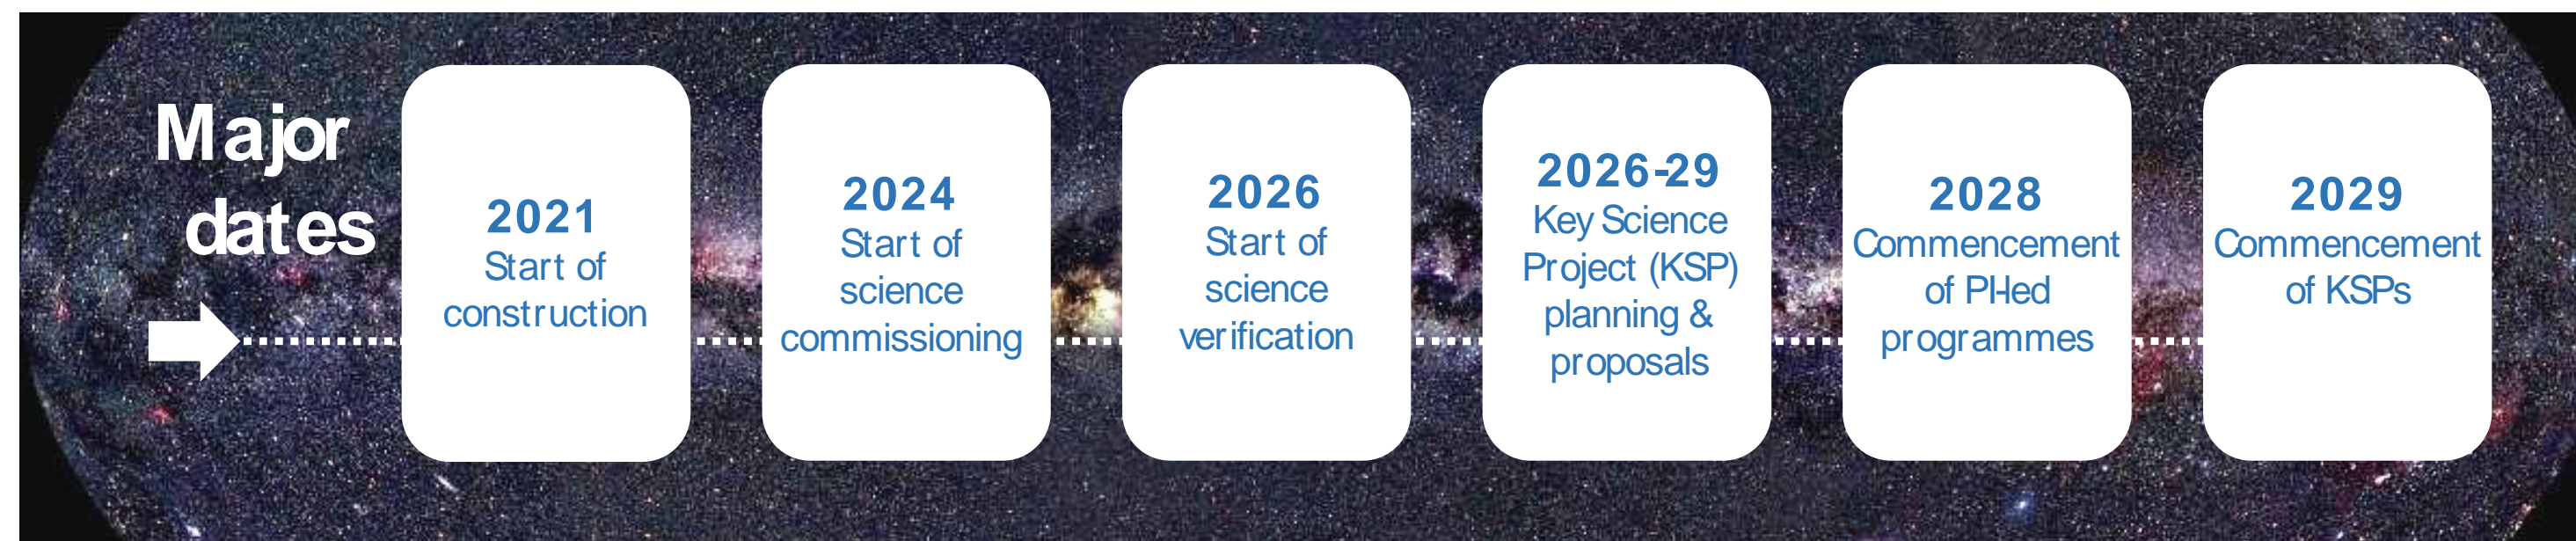 Major
dates
2021
Start of
construction
2024
Start of
science
commissioning
2026
Start of
science
verification
2026-29
Key Science
Project (KSP)
planning &
proposals
2028
Commencement
of PI-led
programmes
2029
Commencement
of KSPs